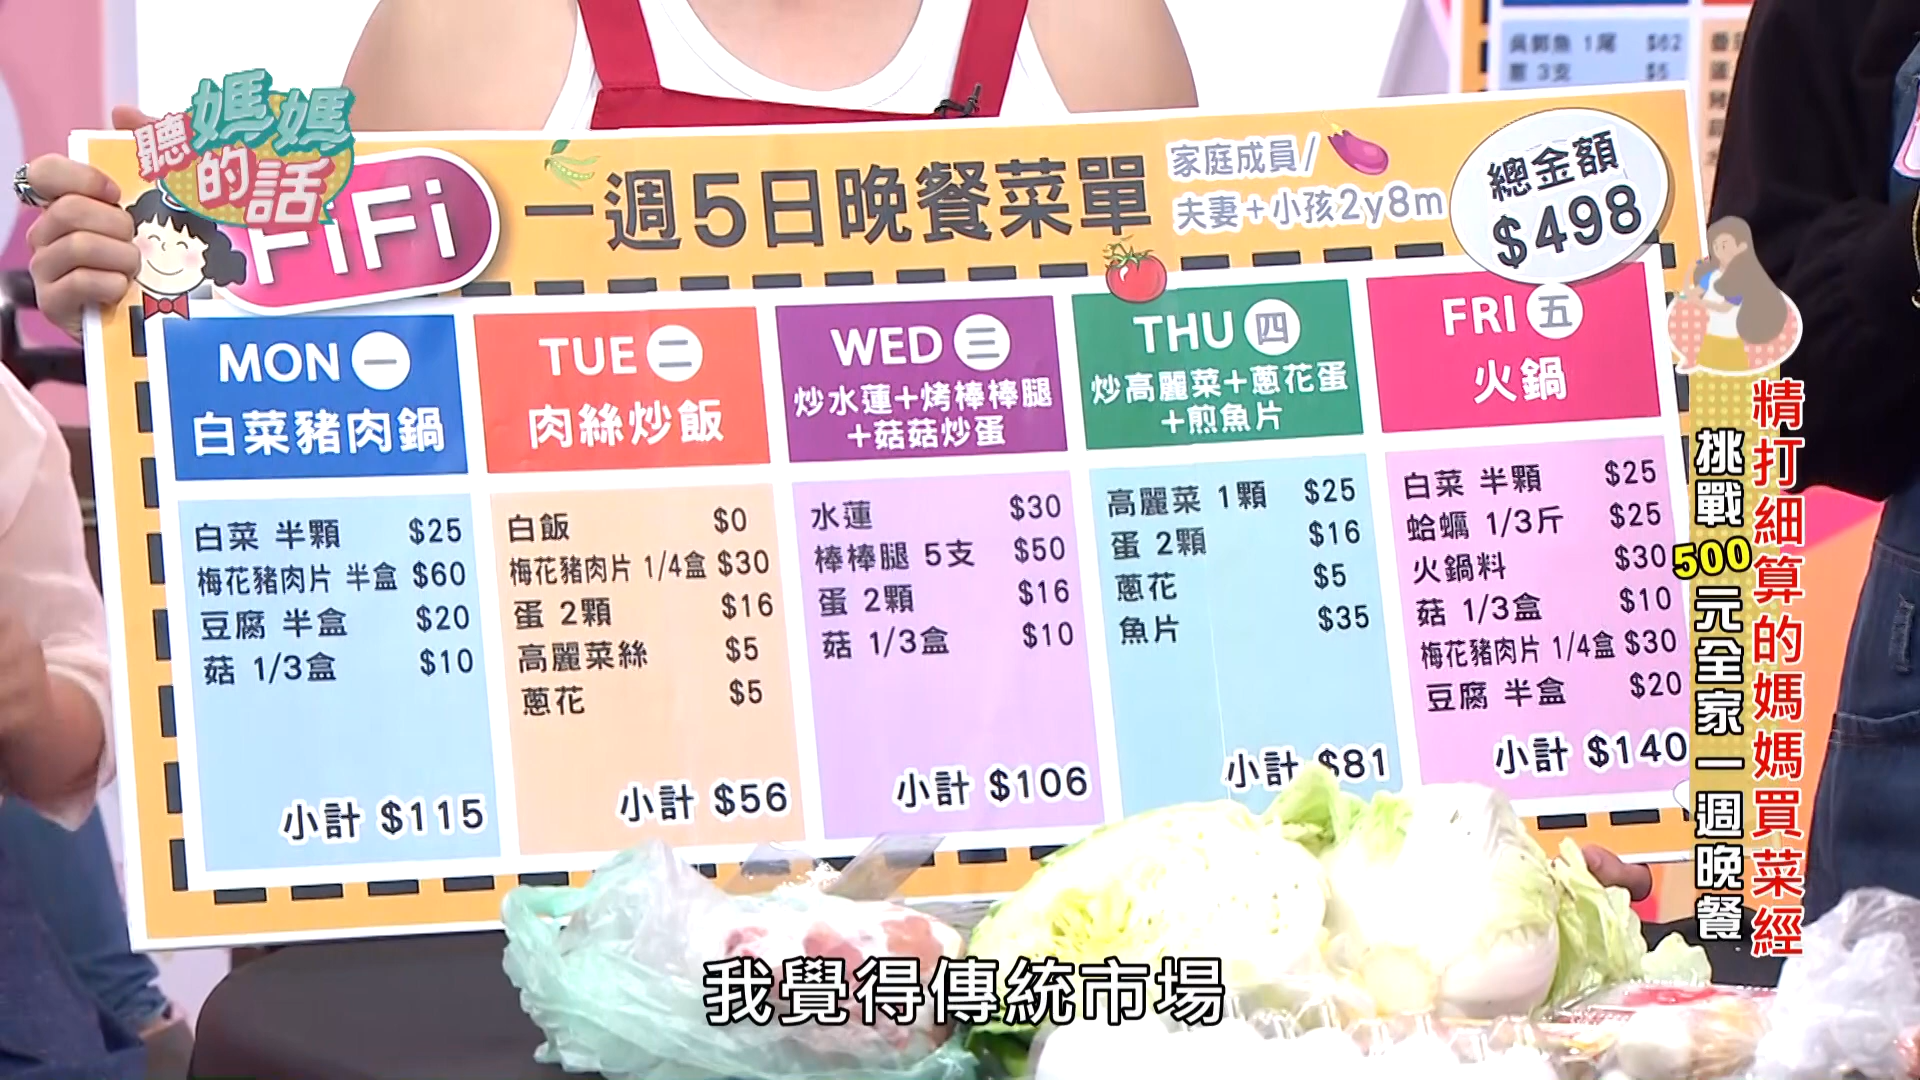 聽媽媽的話
FiFi
一週5日晚餐菜單
家庭成員/
夫妻+小孩2y8m
總金額
$498
MON 一
白菜豬肉鍋
白菜 半顆 $25
梅花豬肉片 半盒 $60
豆腐 半盒 $20
菇 1/3盒 $10
小計 $115
TUE 二
肉絲炒飯
白飯 $0
梅花豬肉片 1/4盒 $30
蛋 2顆 $16
高麗菜絲 $5
蔥花 $5
小計 $56
WED 三
炒水蓮+烤棒棒腿
+菇菇炒蛋
水蓮 $30
棒棒腿 5支 $50
蛋 2顆 $16
菇 1/3盒 $10
小計 $106
THU 四
炒高麗菜+蔥花蛋
+煎魚片
高麗菜 1顆 $25
蛋 2顆 $16
蔥花 $5
魚片 $35
小計 $81
FRI 五
火鍋
白菜 半顆 $25
蛤蠣 1/3斤 $25
火鍋料 $30
菇 1/3盒 $10
梅花豬肉片 1/4盒 $30
豆腐 半盒 $20
小計 $140
吳郭魚 1尾 $62
蔥 3支 $5
精打細算的媽媽買菜經
挑戰500元全家一週晚餐
我覺得傳統市場